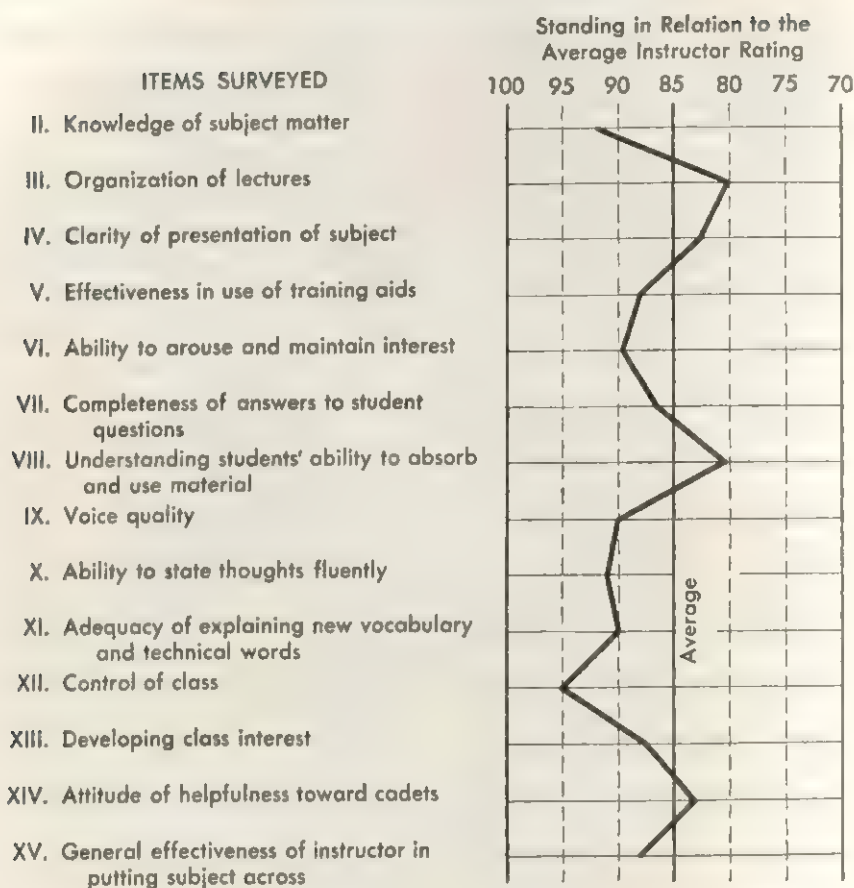 Standing in Relation to the
Average Instructor Rating
ITEMS SURVEYED
100 95 90 85 80 75 70
II. Knowledge of subject matter
III. Organization of lectures
IV. Clarity of presentation of subject
V. Effectiveness in use of training aids
VI. Ability to arouse and maintain interest
VII. Completeness of answers to student
questions
VIII. Understanding students' ability to absorb
and use material
IX. Voice quality
X. Ability to state thoughts fluently
XI. Adequacy of explaining new vocabulary
and technical words
XII. Control of class
XIII. Developing class interest
XIV. Attitude of helpfulness toward cadets
XV. General effectiveness of instructor in
putting subject across
Average